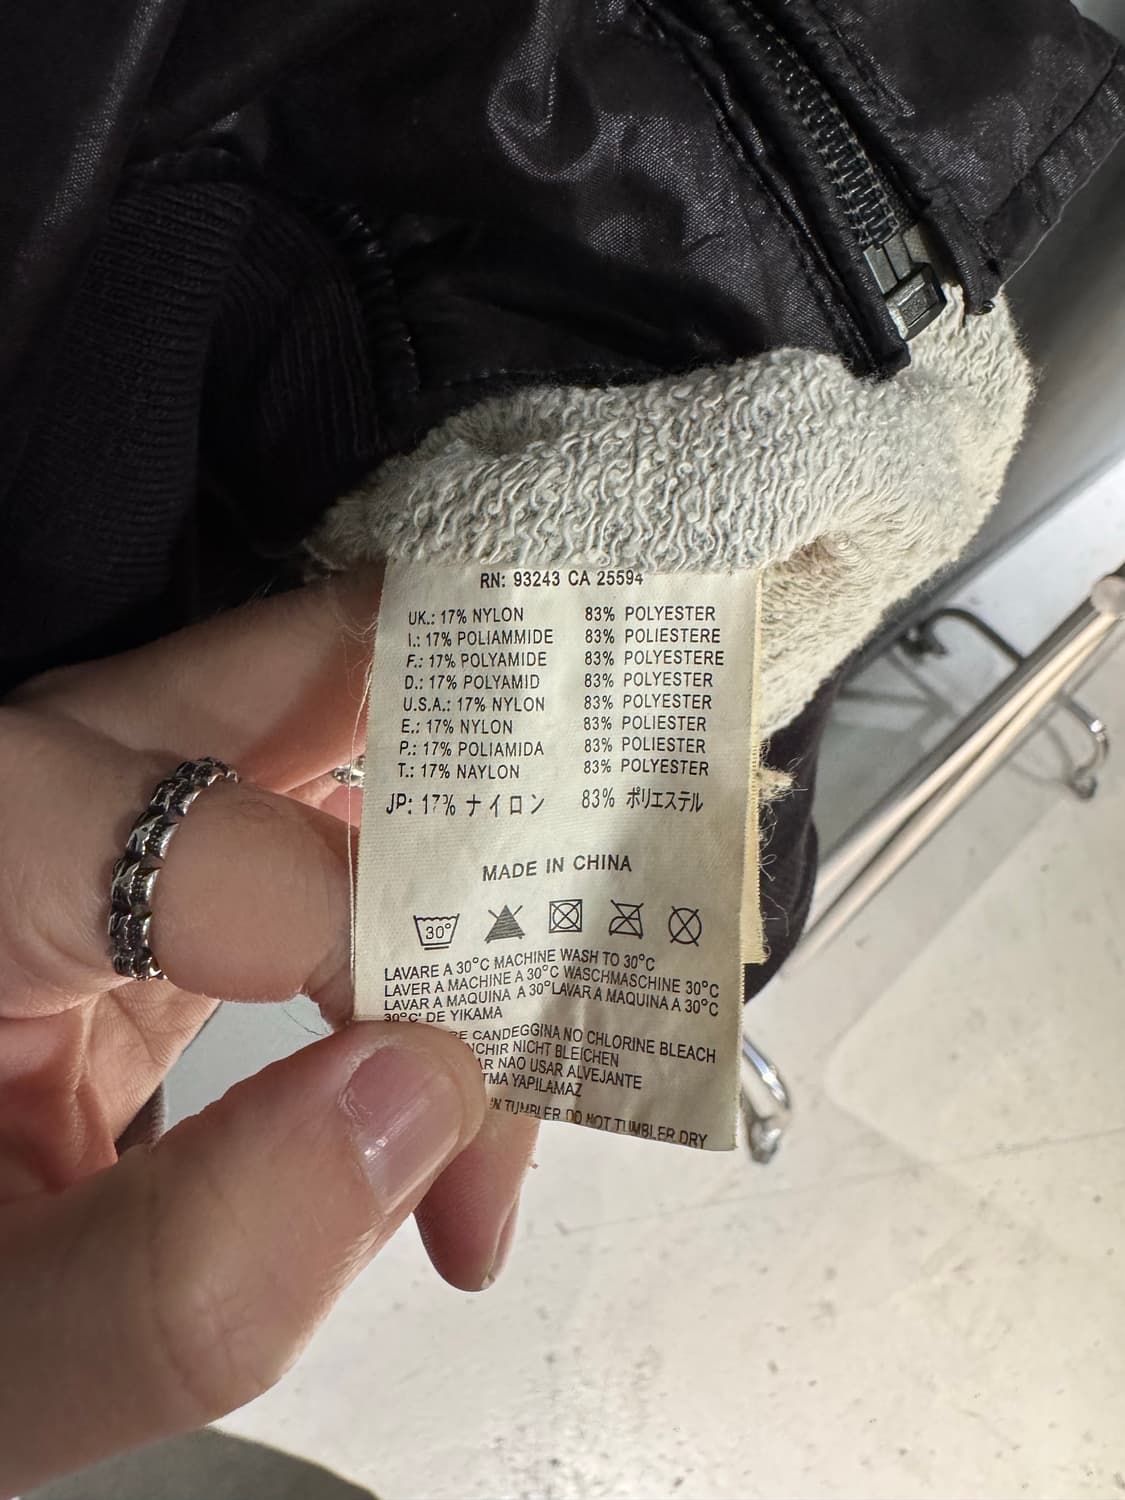 RN: 93243 CA 25594
UK.: 17% NYLON 83% POLYESTER
I.: 17% POLIAMMIDE 83% POLIESTERE
F.: 17% POLYAMIDE 83% POLYESTERE
D.: 17% POLYAMID 83% POLYESTER
U.S.A.: 17% NYLON 83% POLYESTER
E.: 17% NYLON 83% POLIESTER
P.: 17% POLIAMIDA 83% POLIESTER
T.: 17% NAYLON 83% POLYESTER
JP: 17% ナイロン 83% ポリエステル
MADE IN CHINA
30°
LAVARE A 30°C MACHINE WASH TO 30°C
LAVER A MACHINE A 30°C WASCHMASCHINE 30°C
LAVAR A MAQUINA A 30°LAVAR A MAQUINA A 30°C
30°C' DE YIKAMA
CANDEGGINA NO CHLORINE BLEACH
NICHT BLEICHEN
NAO USAR ALVEJANTE
YAPILAMAZ
TUMBLER DO NOT TUMBLER DRY